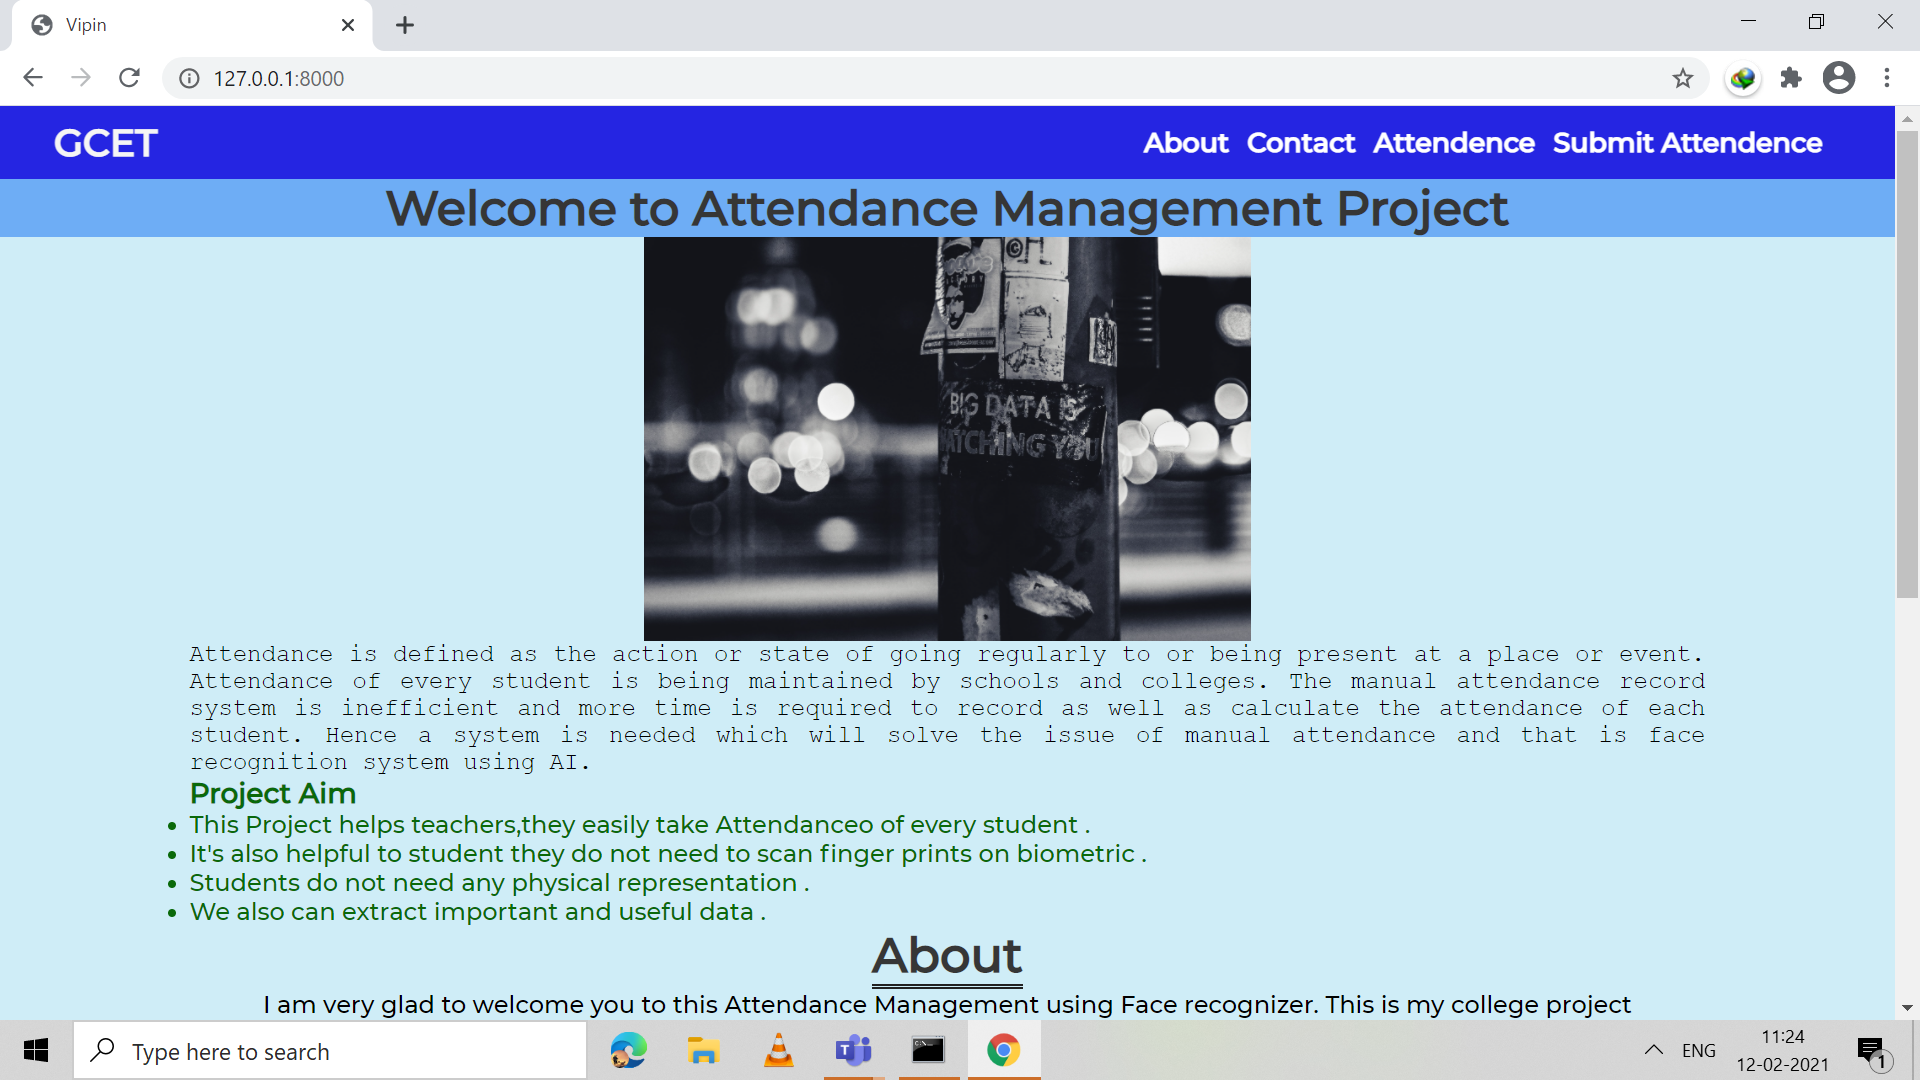 Vipin
127.0.0.1:8000
GCET
About Contact Attendence Submit Attendence
Welcome to Attendance Management Project
BIG DATA IS
WATCHING YOU
Attendance is defined as the action or state of going regularly to or being present at a place or event.
Attendance of every student is being maintained by schools and colleges. The manual attendance record
system is inefficient and more time is required to record as well as calculate the attendance of each
student. Hence a system is needed which will solve the issue of manual attendance and that is face
recognition system using AI.
Project Aim
This Project helps teachers,they easily take Attendanceo of every student .
It's also helpful to student they do not need to scan finger prints on biometric .
Students do not need any physical representation .
We also can extract important and useful data .
About
I am very glad to welcome you to this Attendance Management using Face recognizer. This is my college project
Type here to search
ENG
11:24
12-02-2021
1